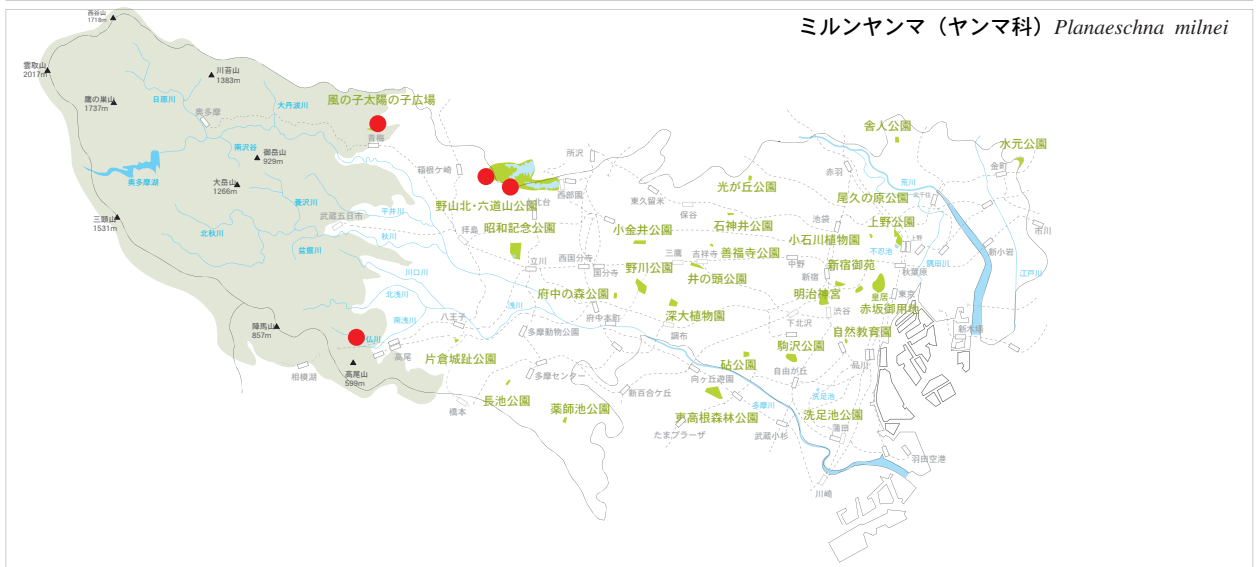 ミルンヤンマ（ヤンマ科）Planaeschna milnei
酉谷山
1718m
雲取山
2017m
川苔山
1383m
鷹の巣山
1737m
日原川
大丹波川
風の子太陽の子広場
奥多摩
青梅
南沢谷
御岳山
929m
奥多摩湖
大岳山
1266m
養沢川
平井川
武蔵五日市
三頭山
1531m
北秋川
秋川
盆堀川
川口川
北浅川
南浅川
陣馬山
857m
仏川
高尾
高尾山
599m
相模湖
箱根ケ崎
所沢
西部園
北台
野山北・六道山公園
昭和記念公園
拝島
立川
西国分寺
国分寺
東久留米
保谷
小金井公園
三鷹
吉祥寺
野川公園
井の頭公園
善福寺公園
石神井公園
光が丘公園
府中の森公園
府中本町
浅川
八王子
多摩動物公園
片倉城趾公園
多摩センター
長池公園
橋本
薬師池公園
新百合ケ丘
深大植物園
調布
向ヶ丘遊園
東高根森林公園
たまプラーザ
武蔵小杉
多摩川
砧公園
駒沢公園
自由が丘
下北沢
洗足池
洗足池公園
蒲田
川崎
羽田空港
品川
自然教育園
渋谷
明治神宮
新宿
中野
新宿御苑
赤坂御用地
皇居
東京
秋葉原
小石川植物園
池袋
不忍池
上野
上野公園
尾久の原公園
赤羽
荒川
舎人公園
水元公園
金町
北千住
隅田川
新小岩
市川
江戸川
新木場